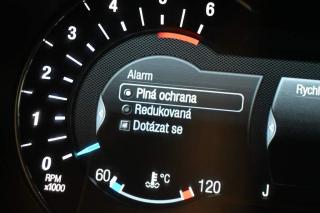 6
5
4
3
2
1
0
RPM
x1000
Alarm
Plná ochrana
Redukovaná
Dotázat se
60
°C
120
J
Rychl